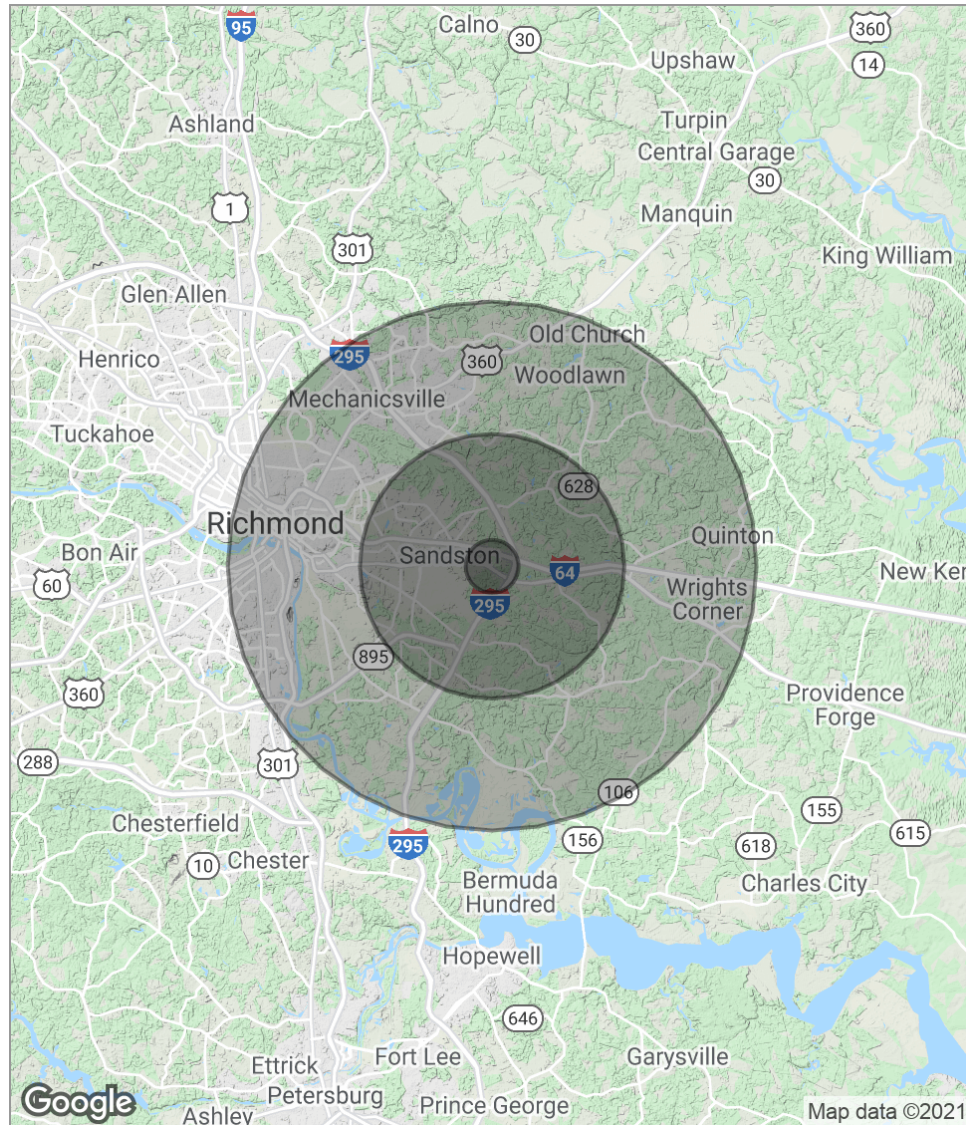 95
Calno
30
360
Upshaw
14
Ashland
Turpin
Central Garage
30
1
Manquin
301
King William
Glen Allen
Old Church
295
360
Henrico
Woodlawn
Mechanicsville
Tuckahoe
628
Richmond
Quinton
Bon Air
Sandston
64
New Ker
60
Wrights
Corner
295
895
360
Providence
Forge
288
301
106
155
Chesterfield
295
156
618
615
10
Chester
Bermuda
Hundred
Charles City
Hopewell
646
Ettrick
Fort Lee
Garysville
Petersburg
Prince George
Google
Ashley
Map data ©2021